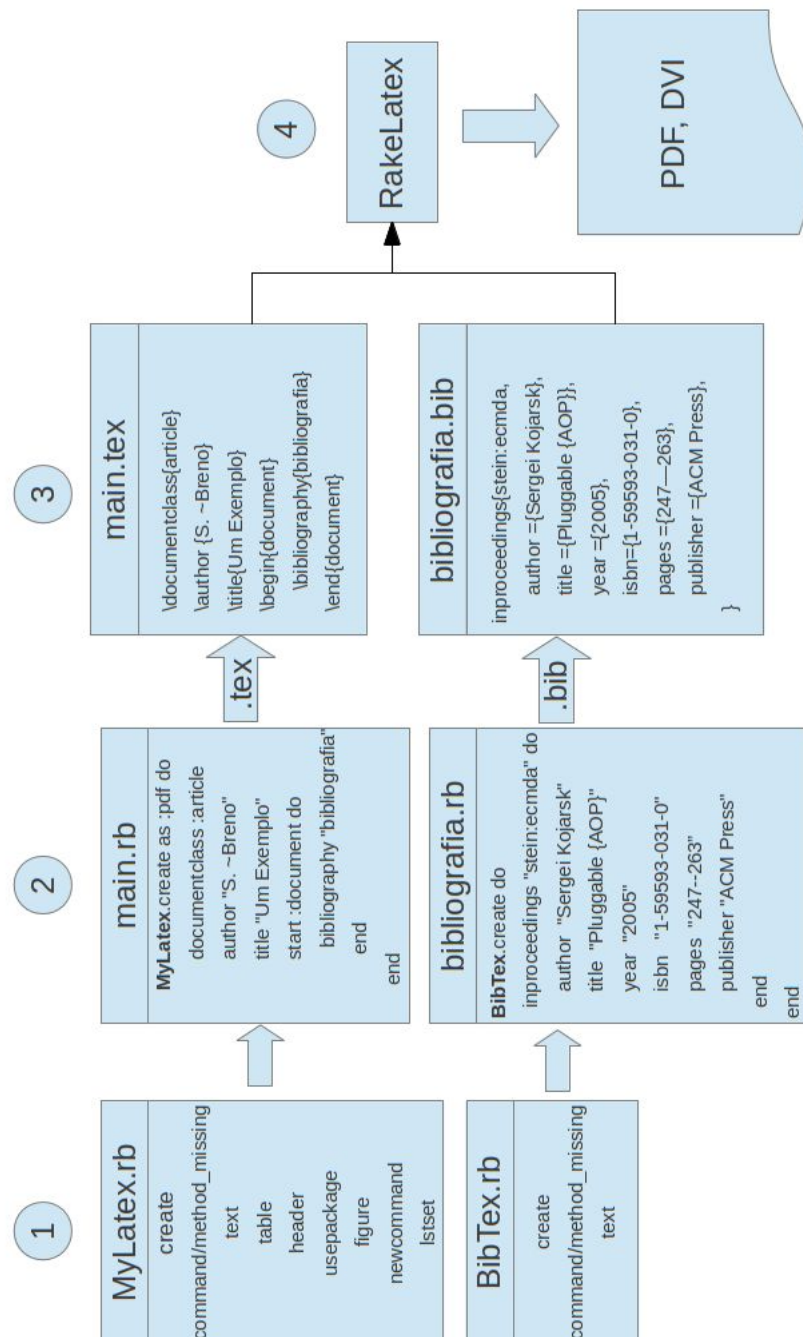 1
MyLatex.rb
create
command/method_missing
text
table
header
usepackage
figure
newcommand
lstset
BibTex.rb
create
command/method_missing
text
2
main.rb
MyLatex.create as :pdf do
documentclass :article
author "S. ~Breno"
title "Um Exemplo"
start :document do
bibliography "bibliografia"
end
end
bibliografia.rb
BibTex.create do
inproceedings "stein:ecmda" do
author "Sergei Kojarsk"
title "Pluggable {AOP}"
year "2005"
isbn "1-59593-031-0"
pages "247--263"
publisher "ACM Press"
end
end
.tex
.bib
3
main.tex
\documentclass{article}
\author {S. ~Breno}
\title{Um Exemplo}
\begin{document}
\bibliography{bibliografia}
\end{document}
bibliografia.bib
inproceedings{stein:ecmda,
author ={Sergei Kojarsk},
title ={Pluggable {AOP}},
year ={2005},
isbn={1-59593-031-0},
pages ={247—263},
publisher ={ACM Press},
}
4
RakeLatex
PDF, DVI